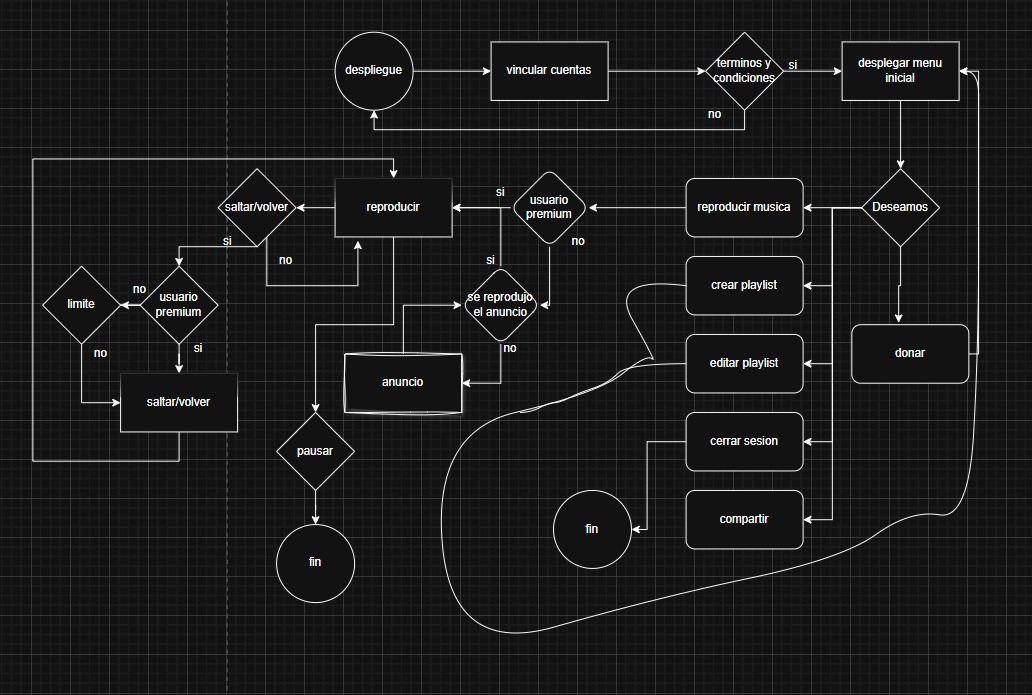 despliegue
vincular cuentas
terminos y
condiciones
si
desplegar menu
inicial
no
saltar/volver
reproducir
si
usuario
premium
reproducir musica
Deseamos
si
no
no
si
crear playlist
limite
no
usuario
premium
se reprodujo
el anuncio
no
si
no
anuncio
editar playlist
donar
saltar/volver
pausar
cerrar sesion
fin
compartir
fin